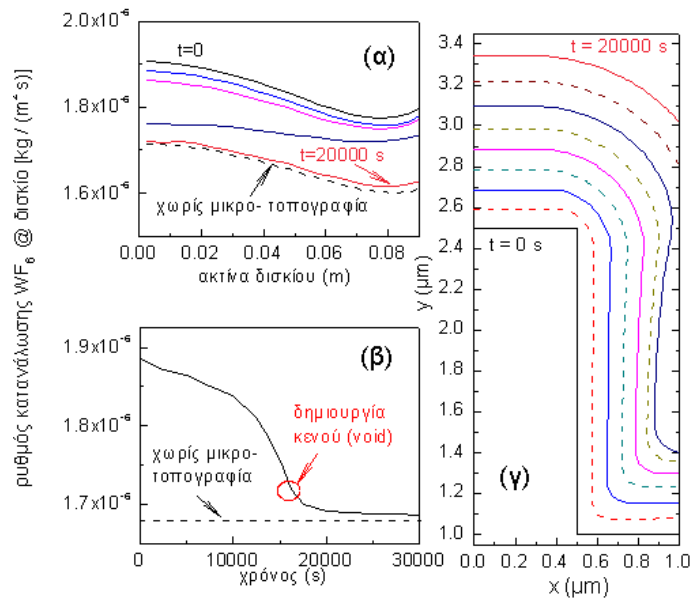 ρυθμός κατανάλωσης WF₆ @ δισκίο [kg / (m² s)]
2.0x10⁻⁶
1.8x10⁻⁶
1.6x10⁻⁶
t=0
(α)
t=20000 s
χωρίς μικρο- τοπογραφία
0.00 0.02 0.04 0.06 0.08
ακτίνα δισκίου (m)
1.9x10⁻⁶
1.8x10⁻⁶
1.7x10⁻⁶
(β)
δημιουργία
κενού (void)
χωρίς μικρο-
τοπογραφία
0 10000 20000 30000
χρόνος (s)
y (μm)
3.4
3.2
3.0
2.8
2.6
2.4
2.2
2.0
1.8
1.6
1.4
1.2
1.0
t = 20000 s
t = 0 s
(γ)
0.0 0.2 0.4 0.6 0.8 1.0
x (μm)